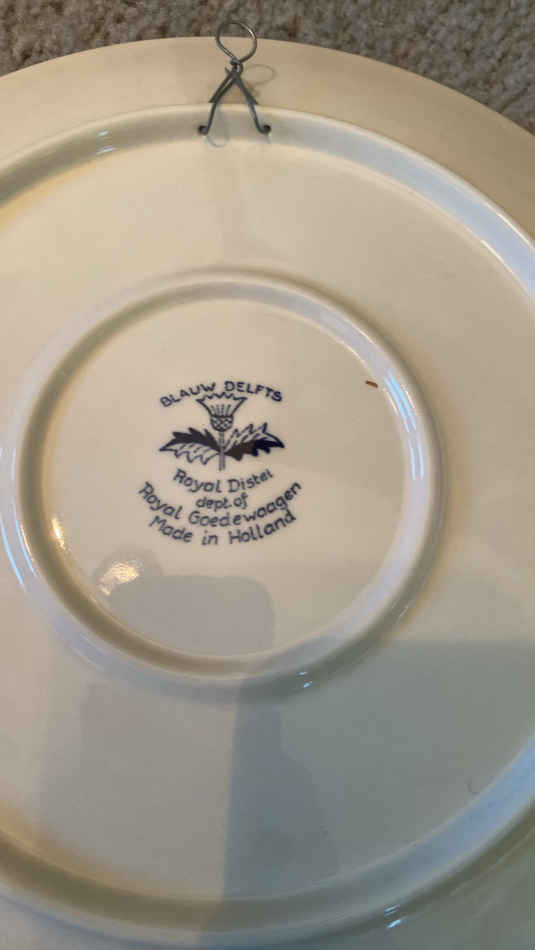 BLAUW DELFTS
Royal Distel
dept. of
Royal Goedewaagen
Made in Holland